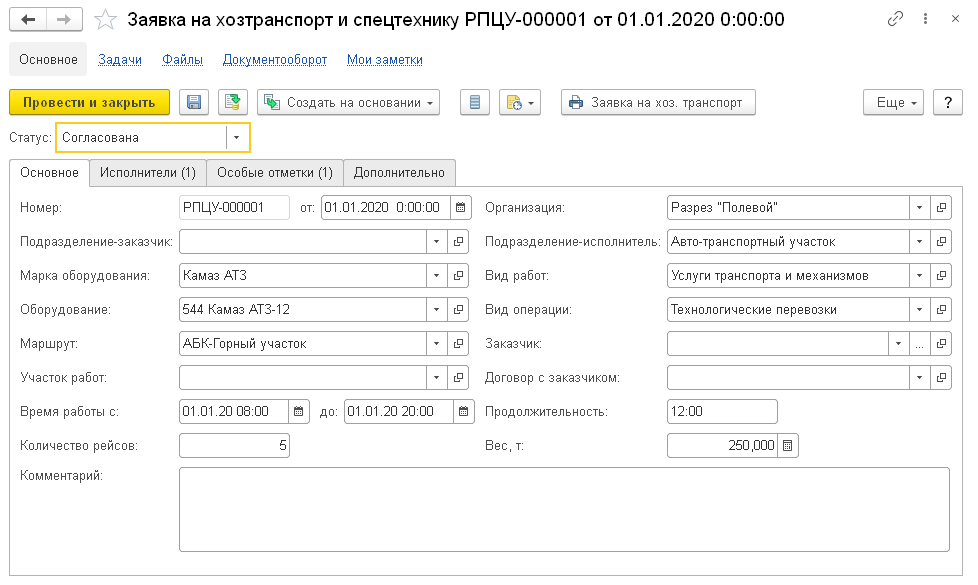 Заявка на хозтранспорт и спецтехнику РПЦУ-000001 от 01.01.2020 0:00:00
Основное Задачи Файлы Документооборот Мои заметки
Провести и закрыть Создать на основании Заявка на хоз. транспорт Еще ?
Статус: Согласована
Основное Исполнители (1) Особые отметки (1) Дополнительно
Номер: РПЦУ-000001 от: 01.01.2020 0:00:00 Организация: Разрез "Полевой"
Подразделение-заказчик: Подразделение-исполнитель: Авто-транспортный участок
Марка оборудования: Камаз АТЗ Вид работ: Услуги транспорта и механизмов
Оборудование: 544 Камаз АТЗ-12 Вид операции: Технологические перевозки
Маршрут: АБК-Горный участок Заказчик: ...
Участок работ: Договор с заказчиком:
Время работы с: 01.01.20 08:00 до: 01.01.20 20:00 Продолжительность: 12:00
Количество рейсов: 5 Вес, т: 250,000
Комментарий: